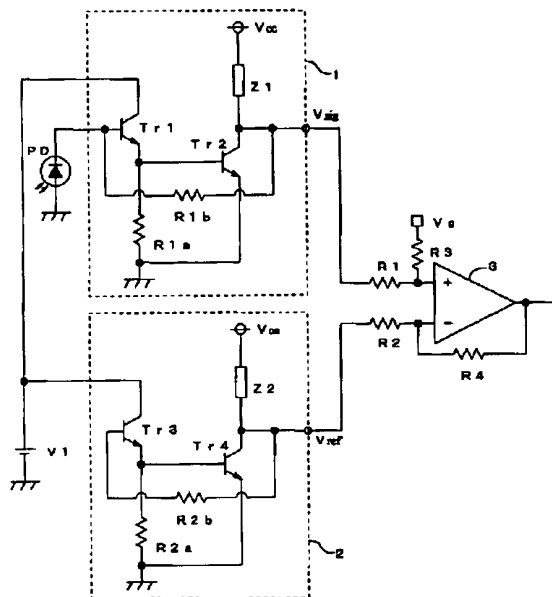 Vcc
1
Z1
Vsig
Tr1
Tr2
PD
R1b
R1a
Vs
R3
3
R1
+
R2
−
R4
Vcc
Z2
Vref
Tr3
Tr4
V1
R2b
R2a
2